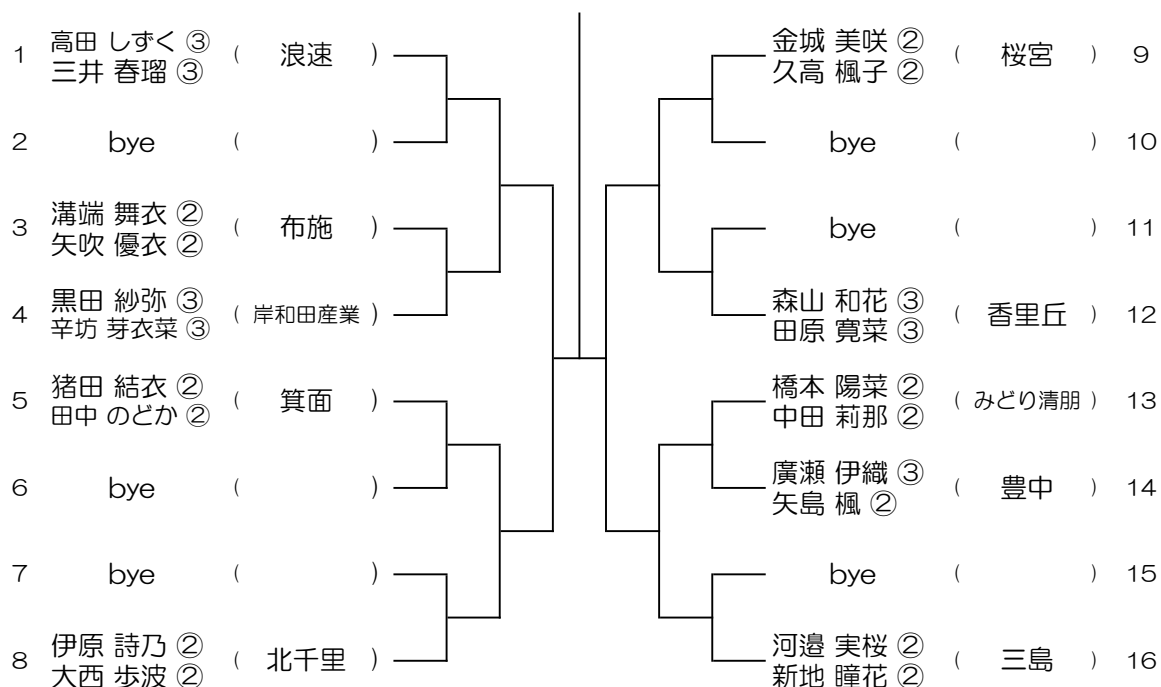 高田 しずく ③
1 ( 浪速 )
三井 春瑠 ③
2 bye ( )
溝端 舞衣 ②
3 ( 布施 )
矢吹 優衣 ②
黒田 紗弥 ③
4 ( 岸和田産業 )
辛坊 芽衣菜 ③
猪田 結衣 ②
5 ( 箕面 )
田中 のどか ②
6 bye ( )
7 bye ( )
伊原 詩乃 ②
8 ( 北千里 )
大西 歩波 ②
金城 美咲 ②
( 桜宮 ) 9
久高 楓子 ②
bye ( ) 10
bye ( ) 11
森山 和花 ③
( 香里丘 ) 12
田原 寛菜 ③
橋本 陽菜 ②
( みどり清朋 ) 13
中田 莉那 ②
廣瀬 伊織 ③
( 豊中 ) 14
矢島 楓 ②
bye ( ) 15
河邉 実桜 ②
( 三島 ) 16
新地 瞳花 ②